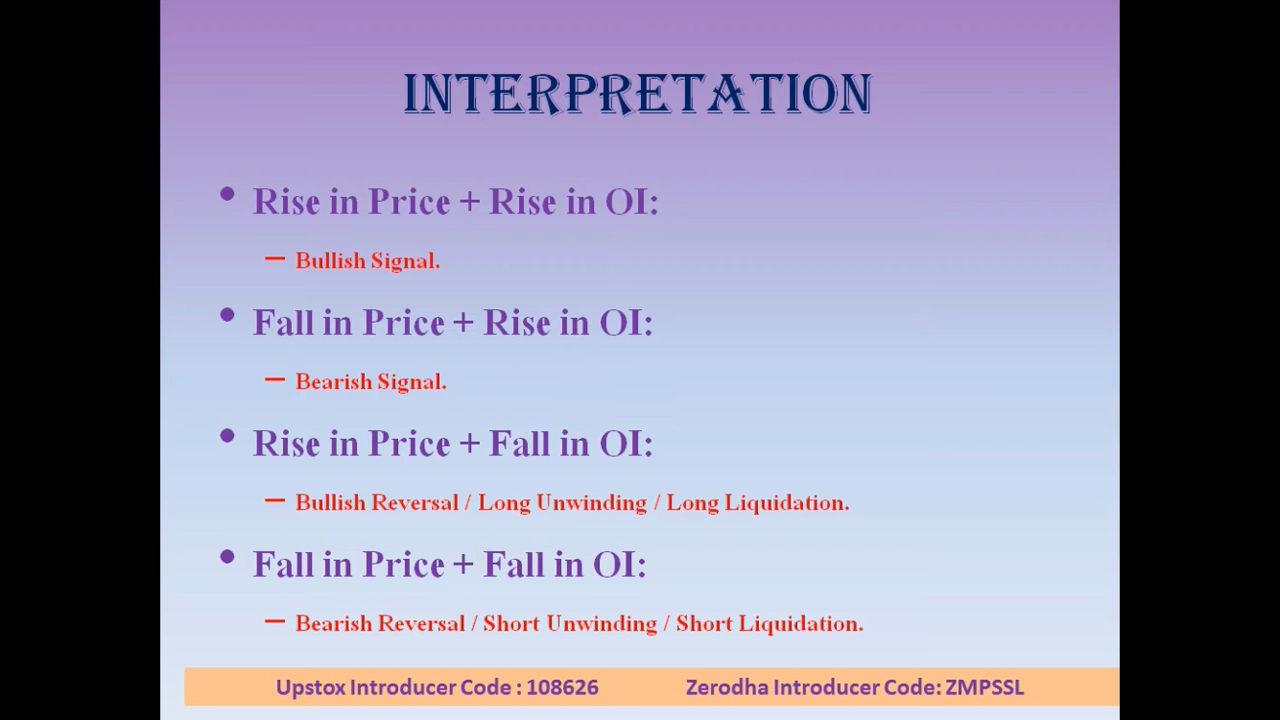 INTERPRETATION
• Rise in Price + Rise in OI:
– Bullish Signal.
• Fall in Price + Rise in OI:
– Bearish Signal.
• Rise in Price + Fall in OI:
– Bullish Reversal / Long Unwinding / Long Liquidation.
• Fall in Price + Fall in OI:
– Bearish Reversal / Short Unwinding / Short Liquidation.
Upstox Introducer Code : 108626 Zerodha Introducer Code: ZMPSSL